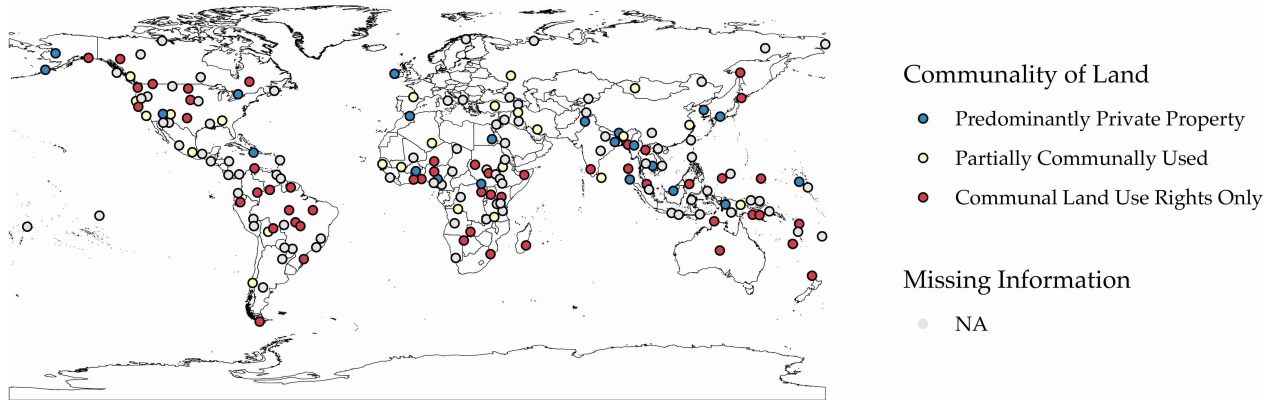 Communality of Land
Predominantly Private Property
Partially Communally Used
Communal Land Use Rights Only
Missing Information
NA